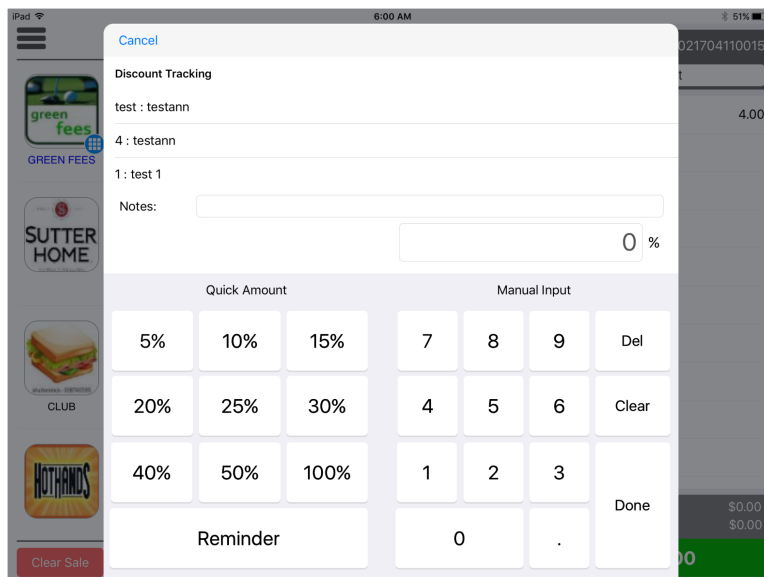 iPad 6:00 AM 51%
Cancel
021704110015
Discount Tracking
t
test : testann
4.00
green
fees
4 : testann
GREEN FEES
1 : test 1
Notes:
SUTTER
HOME
0 %
Quick Amount Manual Input
5% 10% 15% 7 8 9 Del
20% 25% 30% 4 5 6 Clear
CLUB
40% 50% 100% 1 2 3
HOTHANDS
Done
$0.00
$0.00
Reminder 0 .
Clear Sale
00